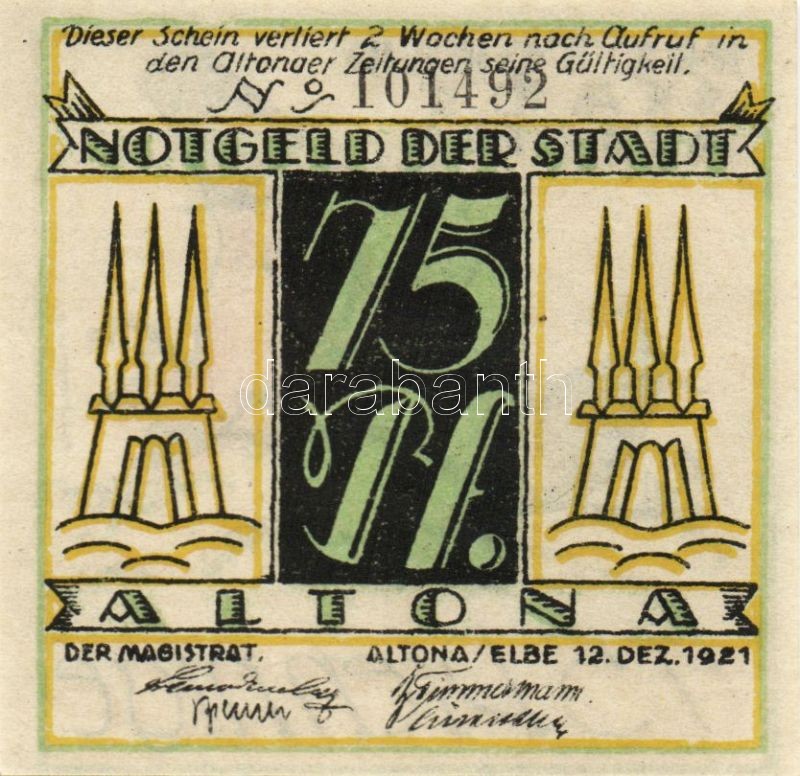 Dieser Schein verliert 2 Wochen nach Aufruf in
den Altonaer Zeitungen seine Gültigkeit.
No 101492
NOTGELD DER STADT
75
Pf.
darabanth
ALTONA
DER MAGISTRAT. ALTONA/ELBE 12. DEZ. 1921